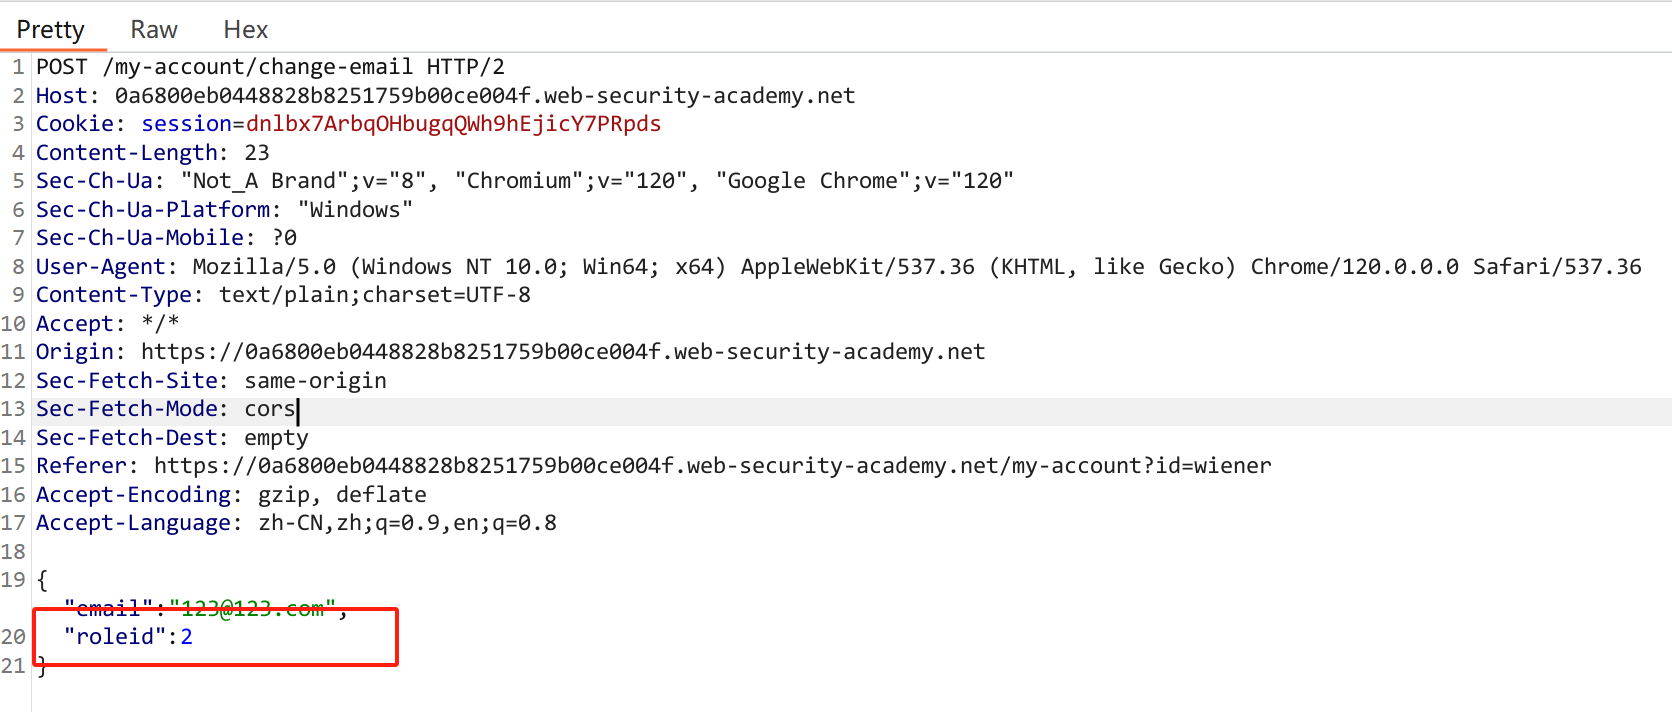 Pretty Raw Hex
1 POST /my-account/change-email HTTP/2
2 Host: 0a6800eb0448828b8251759b00ce004f.web-security-academy.net
3 Cookie: session=dnlbx7ArbqOHbugqQWh9hEjicY7PRpds
4 Content-Length: 23
5 Sec-Ch-Ua: "Not_A Brand";v="8", "Chromium";v="120", "Google Chrome";v="120"
6 Sec-Ch-Ua-Platform: "Windows"
7 Sec-Ch-Ua-Mobile: ?0
8 User-Agent: Mozilla/5.0 (Windows NT 10.0; Win64; x64) AppleWebKit/537.36 (KHTML, like Gecko) Chrome/120.0.0.0 Safari/537.36
9 Content-Type: text/plain;charset=UTF-8
10 Accept: */*
11 Origin: https://0a6800eb0448828b8251759b00ce004f.web-security-academy.net
12 Sec-Fetch-Site: same-origin
13 Sec-Fetch-Mode: cors
14 Sec-Fetch-Dest: empty
15 Referer: https://0a6800eb0448828b8251759b00ce004f.web-security-academy.net/my-account?id=wiener
16 Accept-Encoding: gzip, deflate
17 Accept-Language: zh-CN,zh;q=0.9,en;q=0.8
18
19 {
"email":"123@123.com",
20 "roleid":2
21 }